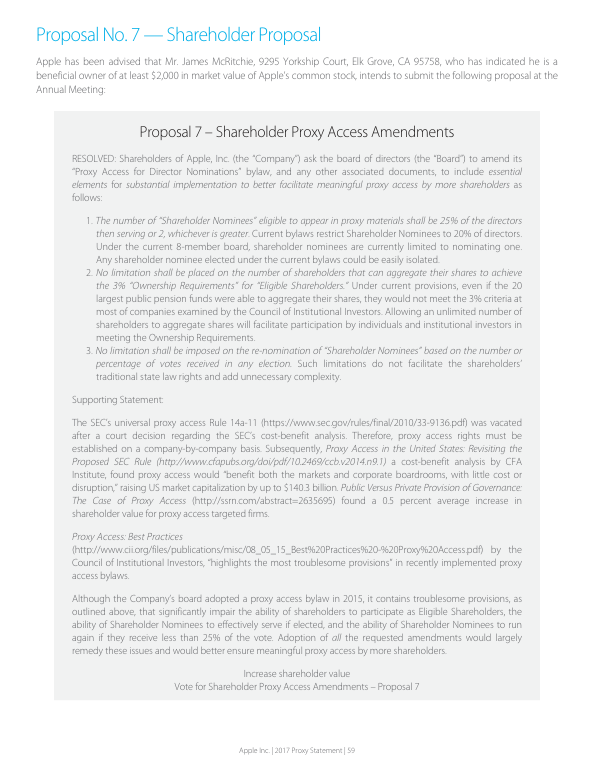 Proposal No. 7 — Shareholder Proposal
Apple has been advised that Mr. James McRitchie, 9295 Yorkship Court, Elk Grove, CA 95758, who has indicated he is a
beneficial owner of at least $2,000 in market value of Apple's common stock, intends to submit the following proposal at the
Annual Meeting:
Proposal 7 – Shareholder Proxy Access Amendments
RESOLVED: Shareholders of Apple, Inc. (the "Company") ask the board of directors (the "Board") to amend its
"Proxy Access for Director Nominations" bylaw, and any other associated documents, to include essential
elements for substantial implementation to better facilitate meaningful proxy access by more shareholders as
follows:
1. The number of "Shareholder Nominees" eligible to appear in proxy materials shall be 25% of the directors
then serving or 2, whichever is greater. Current bylaws restrict Shareholder Nominees to 20% of directors.
Under the current 8-member board, shareholder nominees are currently limited to nominating one.
Any shareholder nominee elected under the current bylaws could be easily isolated.
2. No limitation shall be placed on the number of shareholders that can aggregate their shares to achieve
the 3% "Ownership Requirements" for "Eligible Shareholders." Under current provisions, even if the 20
largest public pension funds were able to aggregate their shares, they would not meet the 3% criteria at
most of companies examined by the Council of Institutional Investors. Allowing an unlimited number of
shareholders to aggregate shares will facilitate participation by individuals and institutional investors in
meeting the Ownership Requirements.
3. No limitation shall be imposed on the re-nomination of "Shareholder Nominees" based on the number or
percentage of votes received in any election. Such limitations do not facilitate the shareholders'
traditional state law rights and add unnecessary complexity.
Supporting Statement:
The SEC's universal proxy access Rule 14a-11 (https://www.sec.gov/rules/final/2010/33-9136.pdf) was vacated
after a court decision regarding the SEC's cost-benefit analysis. Therefore, proxy access rights must be
established on a company-by-company basis. Subsequently, Proxy Access in the United States: Revisiting the
Proposed SEC Rule (http://www.cfapubs.org/doi/pdf/10.2469/ccb.v2014.n9.1) a cost-benefit analysis by CFA
Institute, found proxy access would "benefit both the markets and corporate boardrooms, with little cost or
disruption," raising US market capitalization by up to $140.3 billion. Public Versus Private Provision of Governance:
The Case of Proxy Access (http://ssrn.com/abstract=2635695) found a 0.5 percent average increase in
shareholder value for proxy access targeted firms.
Proxy Access: Best Practices
(http://www.cii.org/files/publications/misc/08_05_15_Best%20Practices%20-%20Proxy%20Access.pdf) by the
Council of Institutional Investors, "highlights the most troublesome provisions" in recently implemented proxy
access bylaws.
Although the Company's board adopted a proxy access bylaw in 2015, it contains troublesome provisions, as
outlined above, that significantly impair the ability of shareholders to participate as Eligible Shareholders, the
ability of Shareholder Nominees to effectively serve if elected, and the ability of Shareholder Nominees to run
again if they receive less than 25% of the vote. Adoption of all the requested amendments would largely
remedy these issues and would better ensure meaningful proxy access by more shareholders.
Increase shareholder value
Vote for Shareholder Proxy Access Amendments – Proposal 7
Apple Inc. | 2017 Proxy Statement | 59